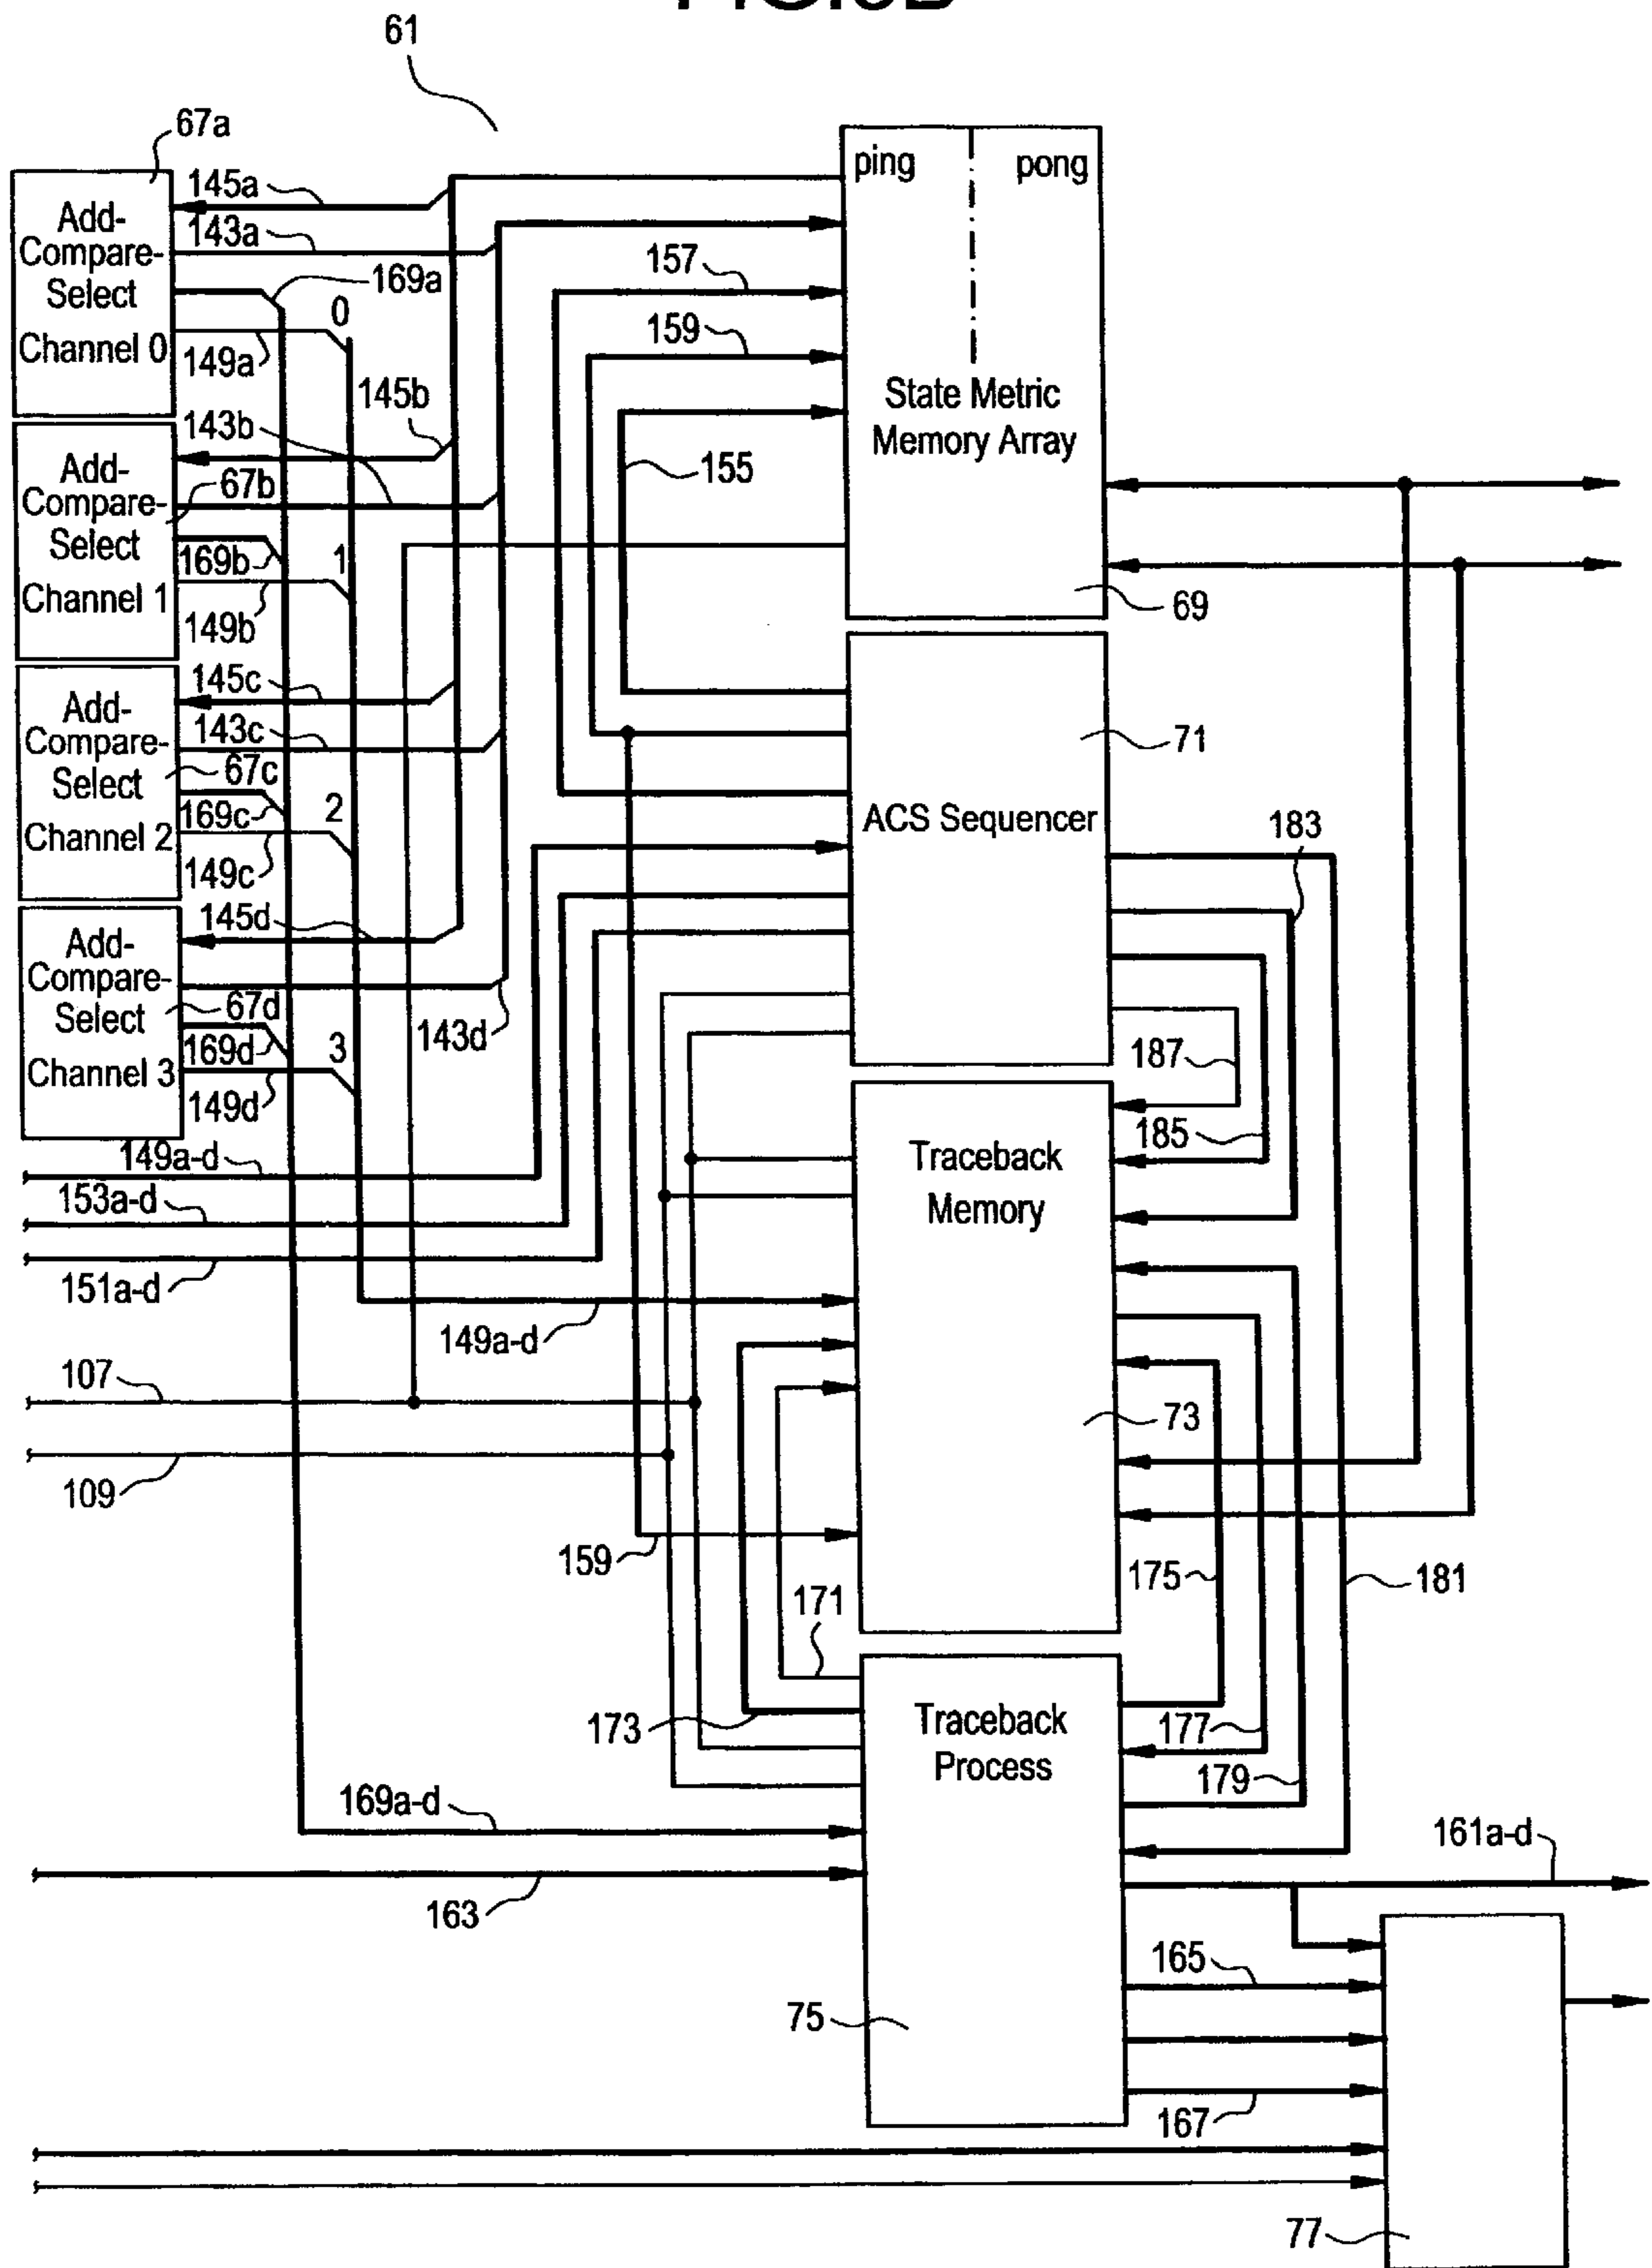 61
67a
145a
143a
169a
0
149a
Add-
Compare-
Select
Channel 0
ping
pong
157
159
State Metric
Memory Array
155
69
145b
143b
Add-
Compare-
Select
67b
169b
1
Channel 1
149b
145c
Add-
Compare-
Select
143c
67c
169c
2
Channel 2
149c
71
ACS Sequencer
183
145d
Add-
Compare-
Select
67d
169d
143d
3
Channel 3
149d
187
185
149a-d
153a-d
151a-d
Traceback
Memory
149a-d
107
73
109
159
175
181
171
173
Traceback
Process
177
179
169a-d
161a-d
163
165
75
167
77